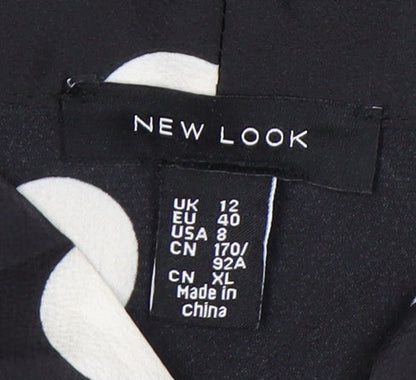 NEW LOOK
UK 12
EU 40
USA 8
CN 170/
92A
CN XL
Made in
china